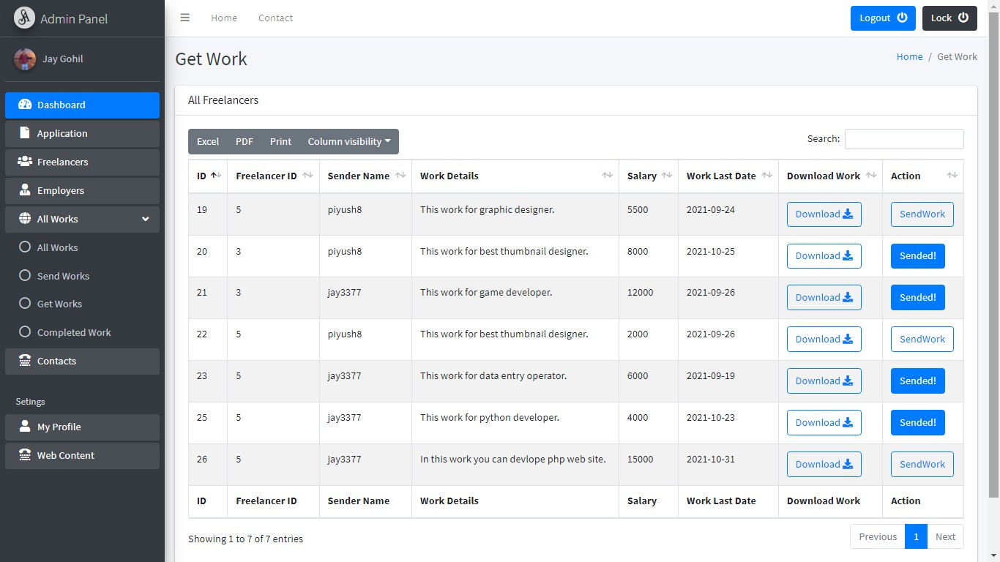 Admin Panel
Home Contact
Logout Lock
Jay Gohil
Dashboard
Application
Freelancers
Employers
All Works
All Works
Send Works
Get Works
Completed Work
Contacts
Setings
My Profile
Web Content
Get Work
Home / Get Work
All Freelancers
Excel PDF Print Column visibility
Search:
ID Freelancer ID Sender Name Work Details Salary Work Last Date Download Work Action
19 5 piyush8 This work for graphic designer. 5500 2021-09-24 Download SendWork
20 3 piyush8 This work for best thumbnail designer. 8000 2021-10-25 Download Sended!
21 3 jay3377 This work for game developer. 12000 2021-09-26 Download Sended!
22 5 piyush8 This work for best thumbnail designer. 2000 2021-09-26 Download SendWork
23 5 jay3377 This work for data entry operator. 6000 2021-09-19 Download Sended!
25 5 jay3377 This work for python developer. 4000 2021-10-23 Download Sended!
26 5 jay3377 In this work you can devlope php web site. 15000 2021-10-31 Download SendWork
ID Freelancer ID Sender Name Work Details Salary Work Last Date Download Work Action
Showing 1 to 7 of 7 entries
Previous 1 Next